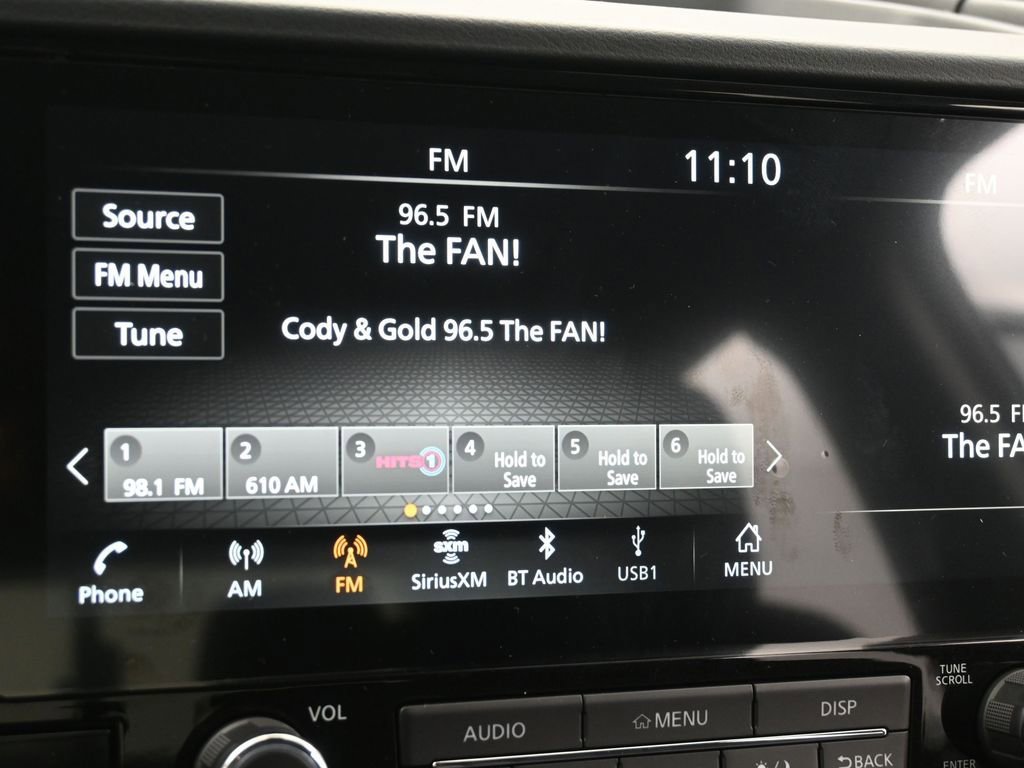 FM
11:10
FM
Source
96.5 FM
The FAN!
FM Menu
Tune
Cody & Gold 96.5 The FAN!
96.5
The
1
98.1 FM
2
610 AM
3
HITS 1
4
Hold to
Save
5
Hold to
Save
6
Hold to
Save
Phone
AM
FM
sxm
SiriusXM
BT Audio
USB1
MENU
VOL
AUDIO
MENU
DISP
TUNE
SCROLL
BACK
ENTER